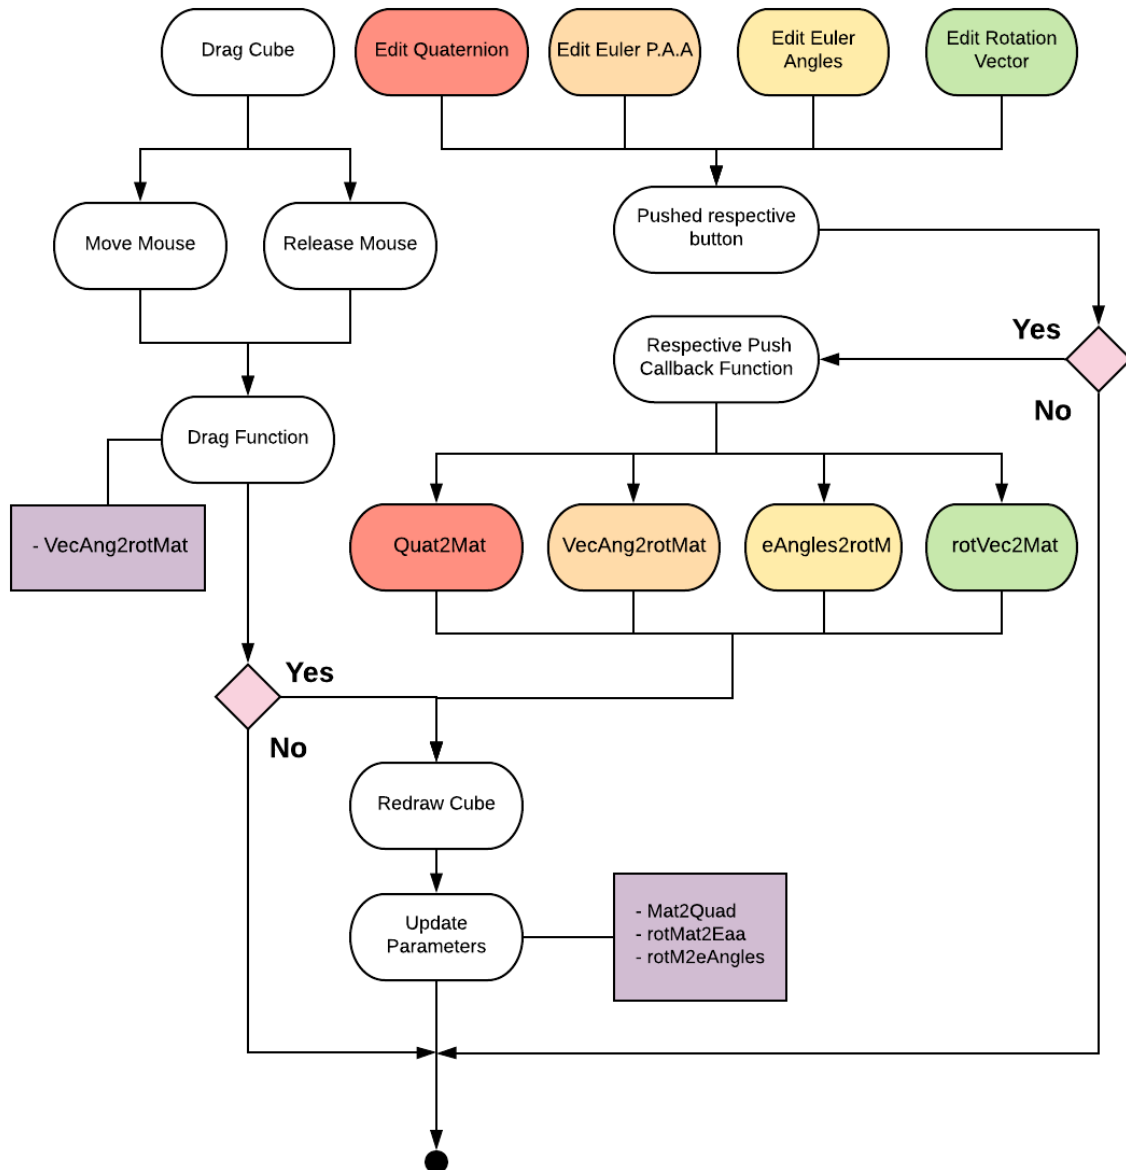 Drag Cube
Edit Quaternion
Edit Euler P.A.A
Edit Euler
Angles
Edit Rotation
Vector
Move Mouse
Release Mouse
Pushed respective
button
Yes
Respective Push
Callback Function
No
Drag Function
- VecAng2rotMat
Quat2Mat
VecAng2rotMat
eAngles2rotM
rotVec2Mat
Yes
No
Redraw Cube
Update
Parameters
- Mat2Quad
- rotMat2Eaa
- rotM2eAngles